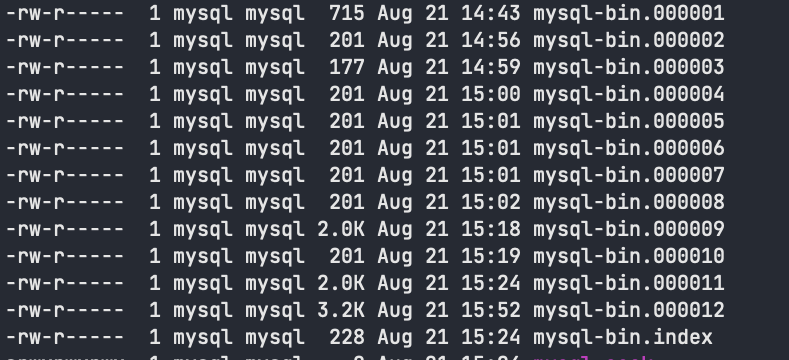 -rw-r-----  1 mysql mysql  715 Aug 21 14:43 mysql-bin.000001
-rw-r-----  1 mysql mysql  201 Aug 21 14:56 mysql-bin.000002
-rw-r-----  1 mysql mysql  177 Aug 21 14:59 mysql-bin.000003
-rw-r-----  1 mysql mysql  201 Aug 21 15:00 mysql-bin.000004
-rw-r-----  1 mysql mysql  201 Aug 21 15:01 mysql-bin.000005
-rw-r-----  1 mysql mysql  201 Aug 21 15:01 mysql-bin.000006
-rw-r-----  1 mysql mysql  201 Aug 21 15:01 mysql-bin.000007
-rw-r-----  1 mysql mysql  201 Aug 21 15:02 mysql-bin.000008
-rw-r-----  1 mysql mysql 2.0K Aug 21 15:18 mysql-bin.000009
-rw-r-----  1 mysql mysql  201 Aug 21 15:19 mysql-bin.000010
-rw-r-----  1 mysql mysql 2.0K Aug 21 15:24 mysql-bin.000011
-rw-r-----  1 mysql mysql 3.2K Aug 21 15:52 mysql-bin.000012
-rw-r-----  1 mysql mysql  228 Aug 21 15:24 mysql-bin.index